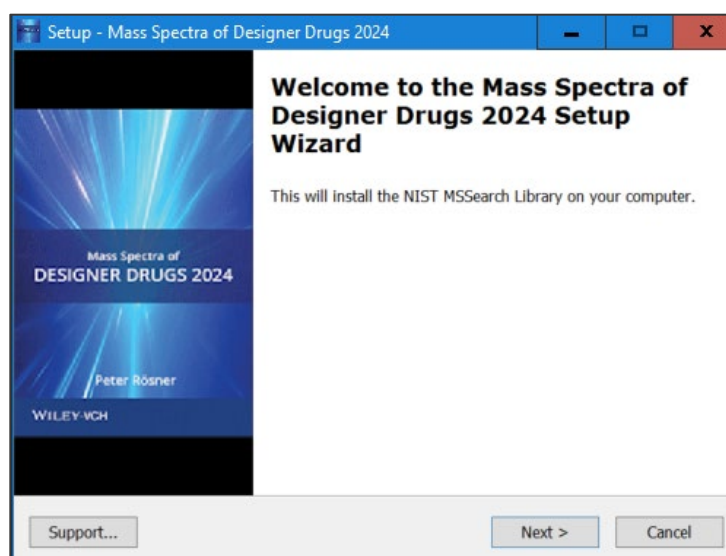 Setup - Mass Spectra of Designer Drugs 2024
Welcome to the Mass Spectra of
Designer Drugs 2024 Setup
Wizard
This will install the NIST MSSearch Library on your computer.
Mass Spectra of
DESIGNER DRUGS 2024
Peter Rösner
WILEY-VCH
Support...
Next >
Cancel